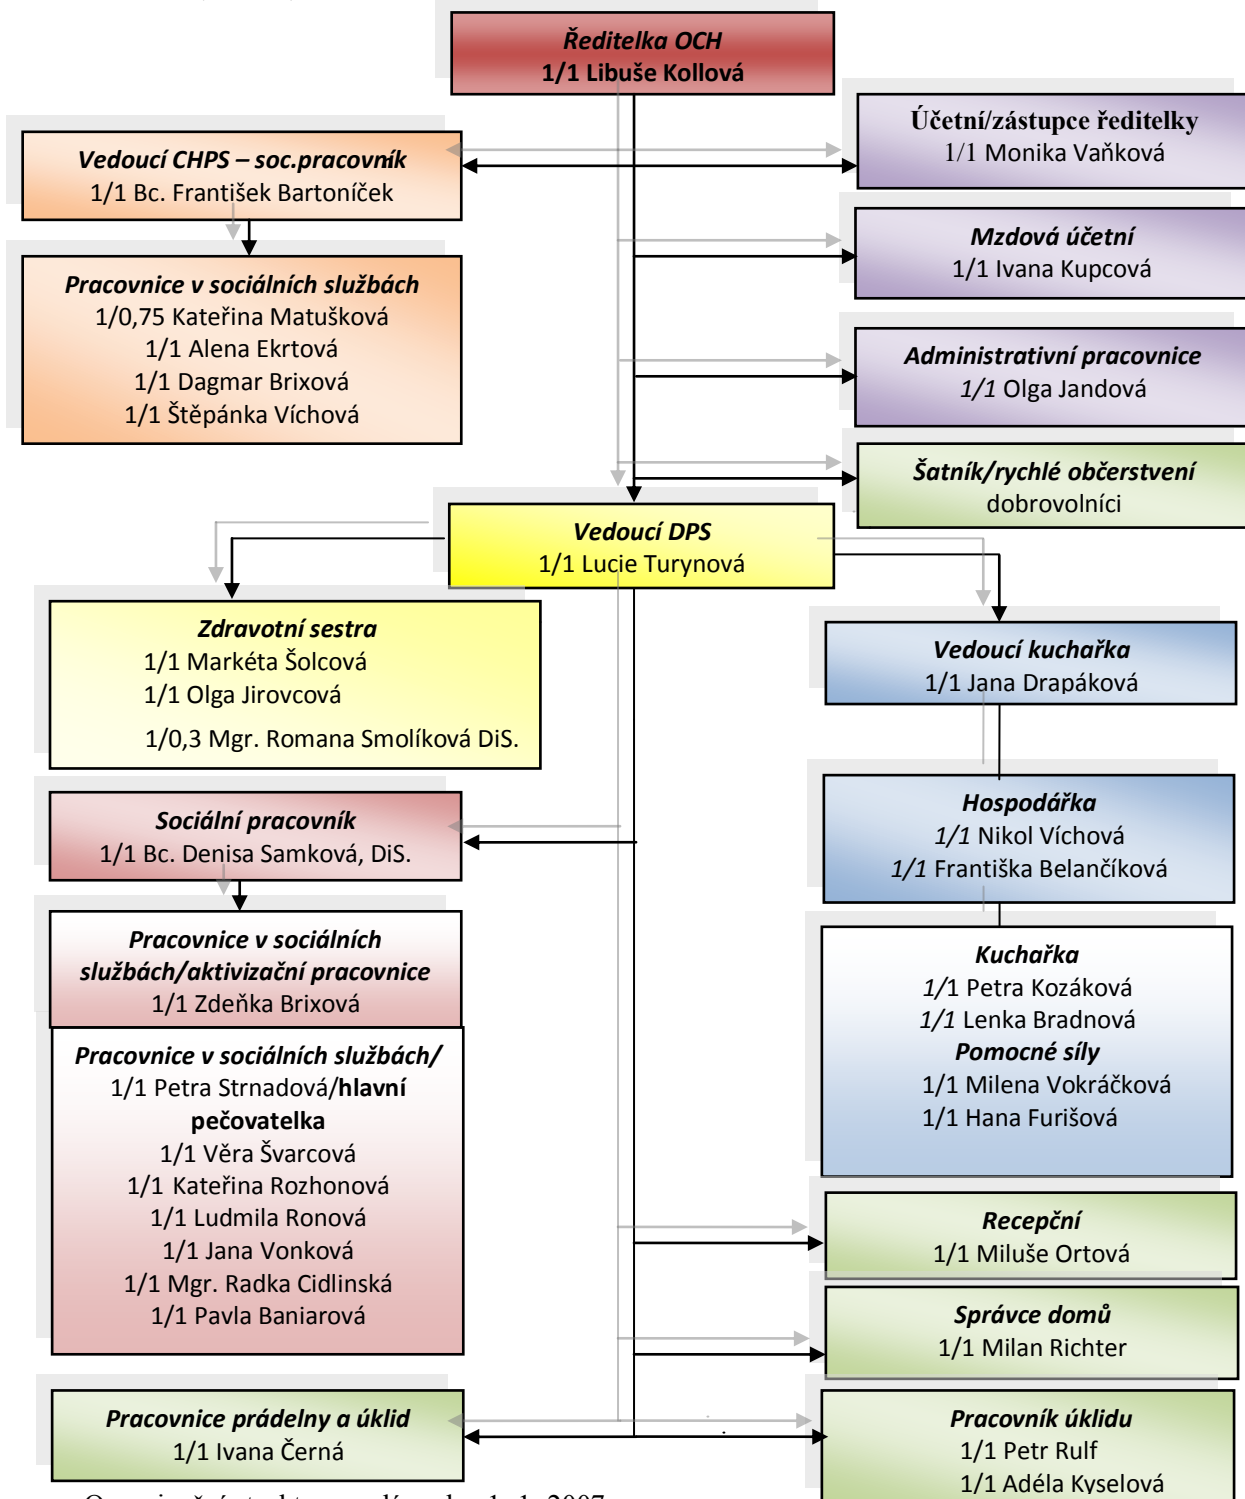 Ředitelka OCH
1/1 Libuše Kollová
Účetní/zástupce ředitelky
1/1 Monika Vaňková
Vedoucí CHPS – soc.pracovník
1/1 Bc. František Bartoníček
Mzdová účetní
1/1 Ivana Kupcová
Pracovnice v sociálních službách
1/0,75 Kateřina Matušková
1/1 Alena Ekrtová
1/1 Dagmar Brixová
1/1 Štěpánka Víchová
Administrativní pracovnice
1/1 Olga Jandová
Šatník/rychlé občerstvení
dobrovolníci
Vedoucí DPS
1/1 Lucie Turynová
Zdravotní sestra
1/1 Markéta Šolcová
1/1 Olga Jirovcová
1/0,3 Mgr. Romana Smolíková DiS.
Vedoucí kuchařka
1/1 Jana Drapáková
Sociální pracovník
1/1 Bc. Denisa Samková, DiS.
Hospodářka
1/1 Nikol Víchová
1/1 Františka Belančíková
Pracovnice v sociálních
službách/aktivizační pracovnice
1/1 Zdeňka Brixová
Kuchařka
1/1 Petra Kozáková
1/1 Lenka Bradnová
Pomocné síly
1/1 Milena Vokráčková
1/1 Hana Furišová
Pracovnice v sociálních službách/
1/1 Petra Strnadová/hlavní
pečovatelka
1/1 Věra Švarcová
1/1 Kateřina Rozhonová
1/1 Ludmila Ronová
1/1 Jana Vonková
1/1 Mgr. Radka Cidlinská
1/1 Pavla Baniarová
Recepční
1/1 Miluše Ortová
Správce domů
1/1 Milan Richter
Pracovnice prádelny a úklid
1/1 Ivana Černá
Pracovník úklidu
1/1 Petr Rulf
1/1 Adéla Kyselová